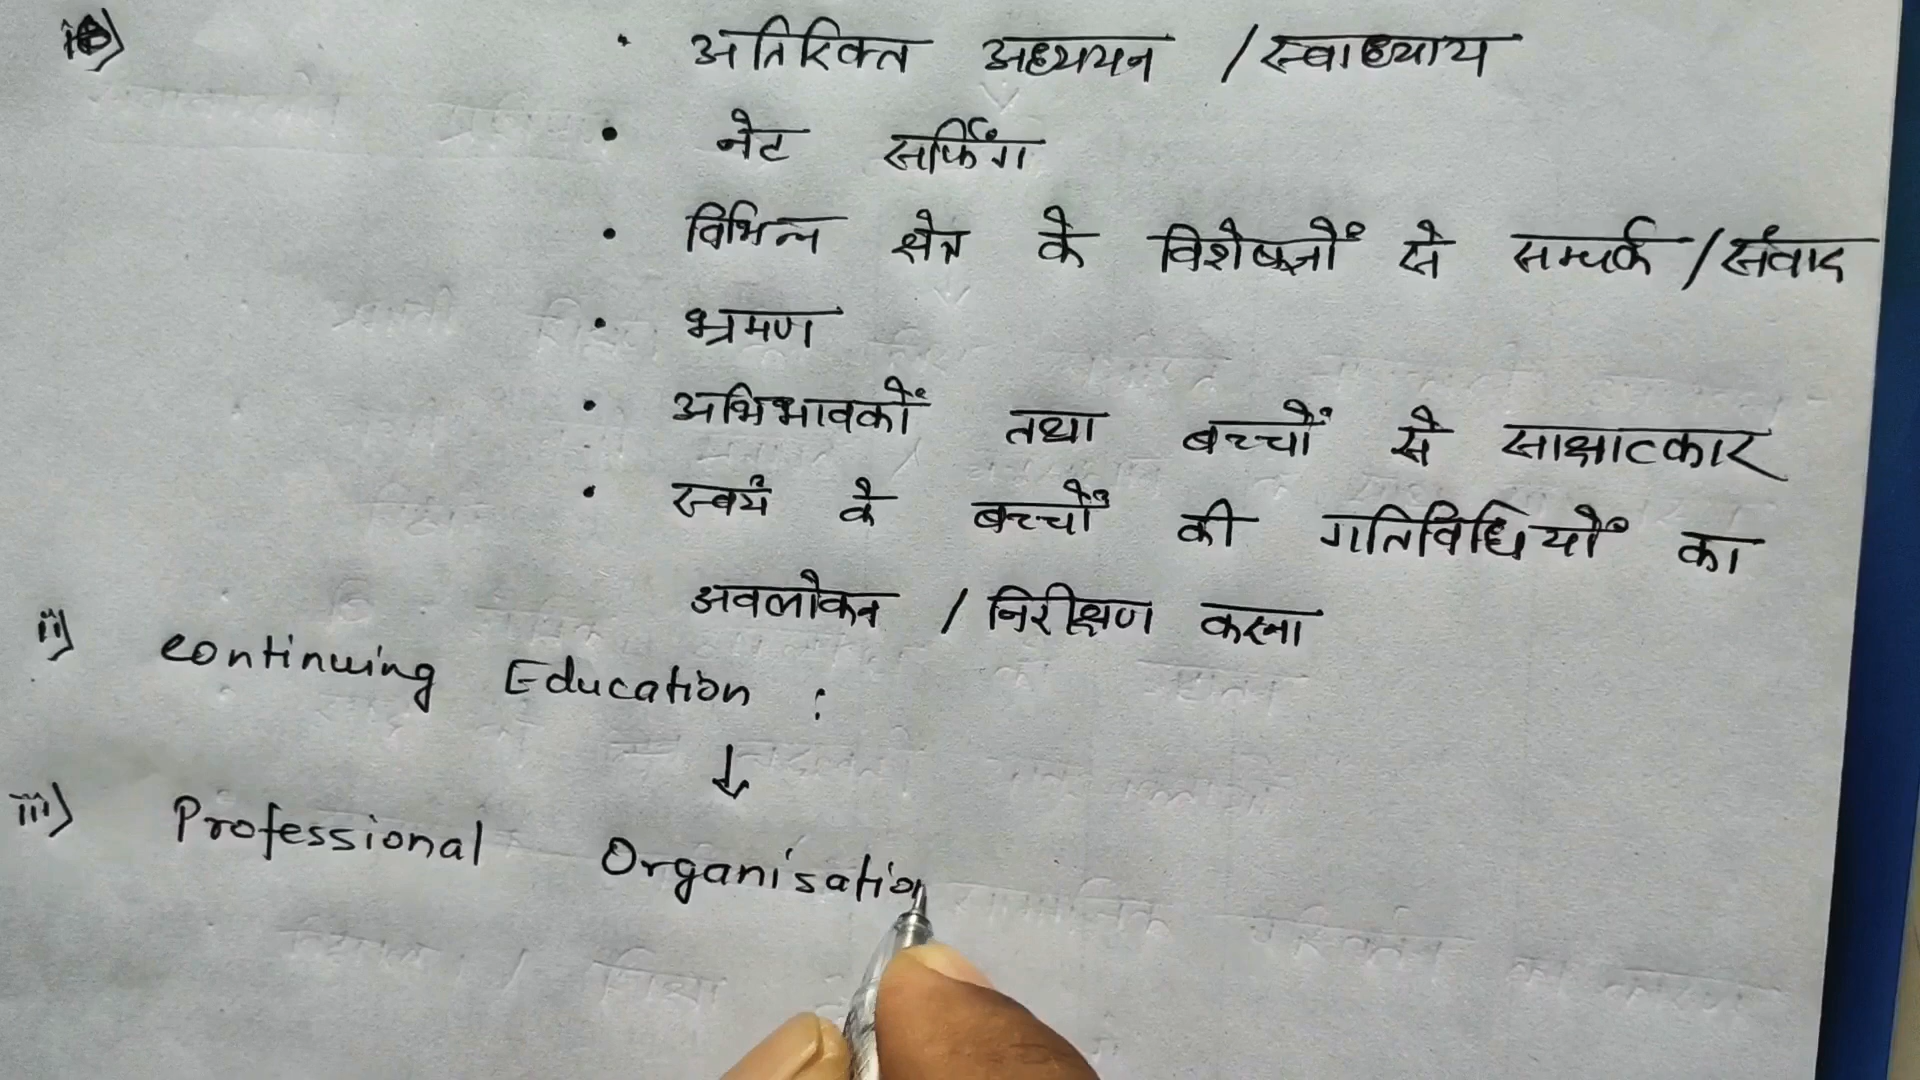 • अतिरिक्त अध्ययन / स्वाध्याय
• नेट सर्फिंग
• विभिन्न क्षेत्र के विशेषज्ञों से सम्पर्क / संवाद
• भ्रमण
• अभिभावकों तथा बच्चों से साक्षाटकार
• स्वयं के बच्चों की गतिविधियों का
अवलोकन / निरीक्षण करना
ii) Continuing Education :
↓
iii) Professional Organisation